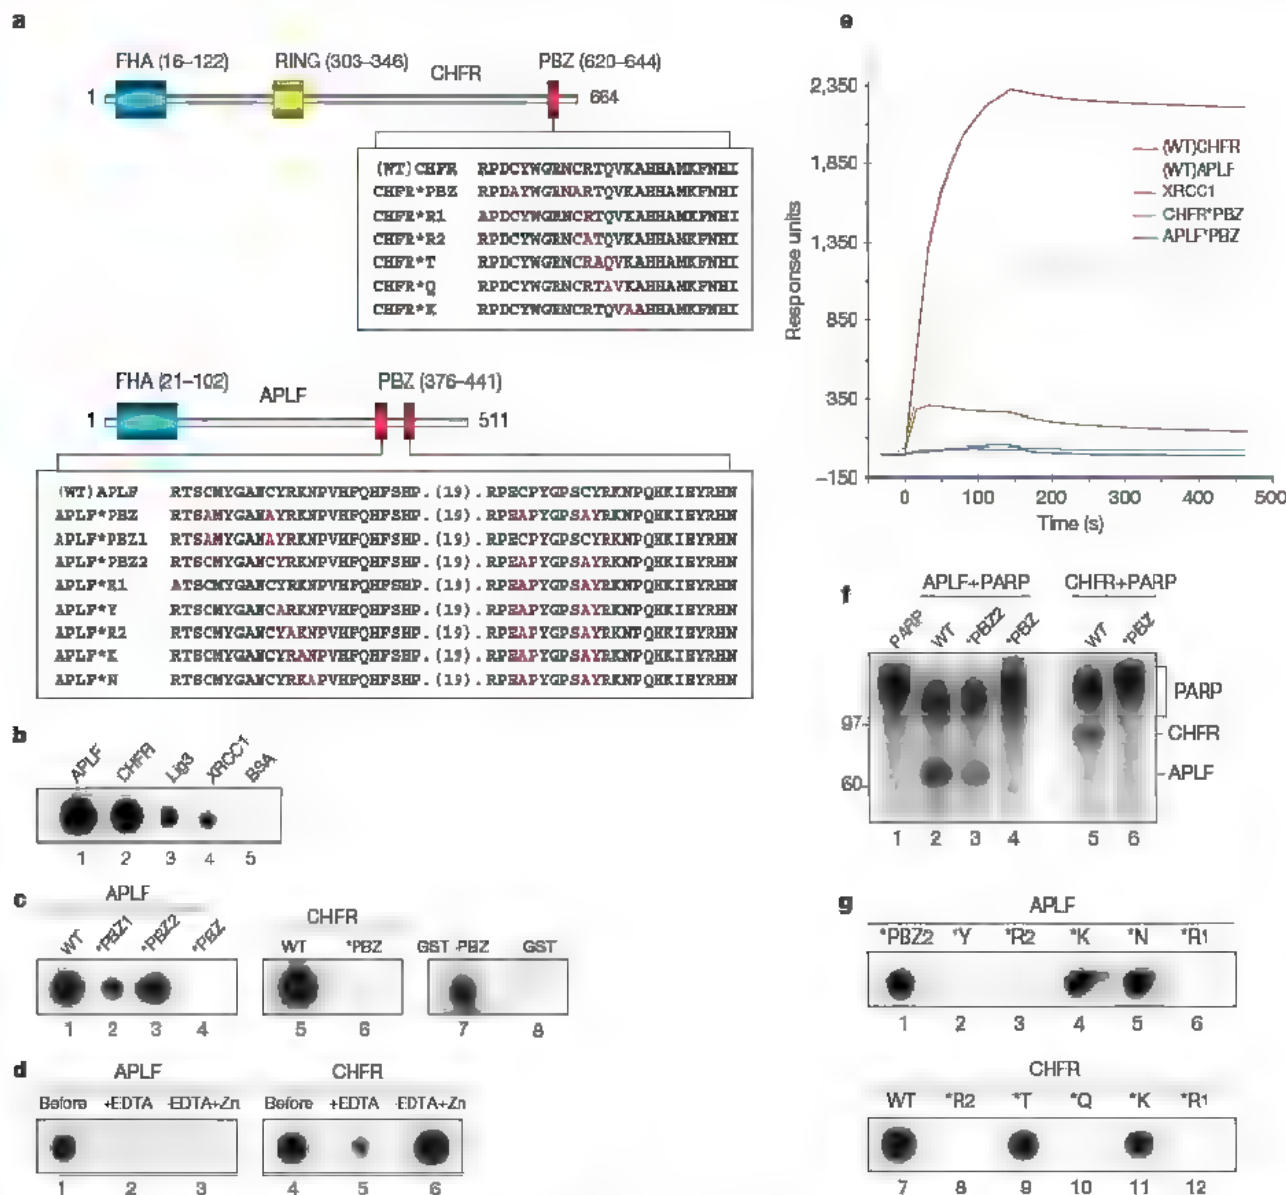 a
FHA (16–122) RING (303–346) CHFR PBZ (620–644)
1 664
(WT)CHFR RPDCYWGRNCRTQVKAHHAMKFNHI
CHFR*PBZ RPDAYWGRNARTQVKAHHAMKFNHI
CHFR*R1 APDCYWGRNCRTQVKAHHAMKFNHI
CHFR*R2 RPDCYWGRNCATQVKAHHAMKFNHI
CHFR*T RPDCYWGRNCRAQVKAHHAMKFNHI
CHFR*Q RPDCYWGRNCRTAVKAHHAMKFNHI
CHFR*K RPDCYWGRNCRTQVAAHHAMKFNHI
FHA (21–102) APLF PBZ (376–441)
1 511
(WT)APLF RTSCMYGANCYRKNPVHFQHFSHP.(19).RPECPYGPSCYRKNPQHKIEYRHN
APLF*PBZ RTSAMYGANAYRKNPVHFQHFSHP.(19).RPEAPYGPSAYRKNPQHKIEYRHN
APLF*PBZ1 RTSAMYGANAYRKNPVHFQHFSHP.(19).RPECPYGPSCYRKNPQHKIEYRHN
APLF*PBZ2 RTSCMYGANCYRKNPVHFQHFSHP.(19).RPEAPYGPSAYRKNPQHKIEYRHN
APLF*R1 ATSCMYGANCYRKNPVHFQHFSHP.(19).RPEAPYGPSAYRKNPQHKIEYRHN
APLF*Y RTSCMYGANCARKNPVHFQHFSHP.(19).RPEAPYGPSAYRKNPQHKIEYRHN
APLF*R2 RTSCMYGANCYAKNPVHFQHFSHP.(19).RPEAPYGPSAYRKNPQHKIEYRHN
APLF*K RTSCMYGANCYRANPVHFQHFSHP.(19).RPEAPYGPSAYRKNPQHKIEYRHN
APLF*N RTSCMYGANCYRKAPVHFQHFSHP.(19).RPEAPYGPSAYRKNPQHKIEYRHN
b
APLF CHFR Lig3 XRCC1 BSA
1 2 3 4 5
c
APLF
WT *PBZ1 *PBZ2 *PBZ
1 2 3 4
CHFR
WT *PBZ
5 6
GST-PBZ GST
7 8
d
APLF CHFR
Before +EDTA -EDTA+Zn Before +EDTA -EDTA+Zn
1 2 3 4 5 6
e
Response units
2,350
1,850
1,350
850
350
–150
0 100 200 300 400 500
Time (s)
(WT)CHFR
(WT)APLF
XRCC1
CHFR*PBZ
APLF*PBZ
f
APLF+PARP CHFR+PARP
PARP WT *PBZ2 *PBZ WT *PBZ
97
60
PARP
CHFR
APLF
1 2 3 4 5 6
g
APLF
*PBZ2 *Y *R2 *K *N *R1
1 2 3 4 5 6
CHFR
WT *R2 *T *Q *K *R1
7 8 9 10 11 12